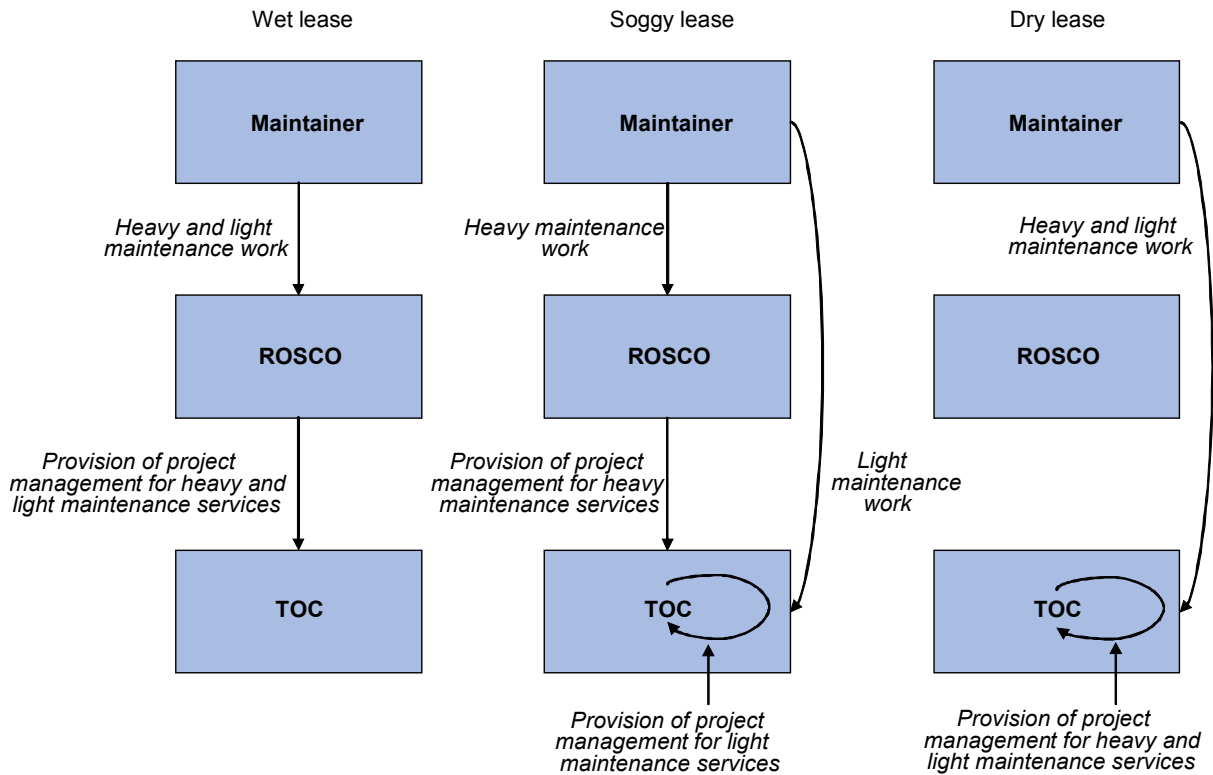 Wet lease
Soggy lease
Dry lease
Maintainer
Maintainer
Maintainer
Heavy and light
maintenance work
Heavy maintenance
work
Heavy and light
maintenance work
ROSCO
ROSCO
ROSCO
Provision of project
management for heavy and
light maintenance services
Provision of project
management for heavy
maintenance services
Light
maintenance
work
TOC
TOC
TOC
Provision of project
management for light
maintenance services
Provision of project
management for heavy and
light maintenance services